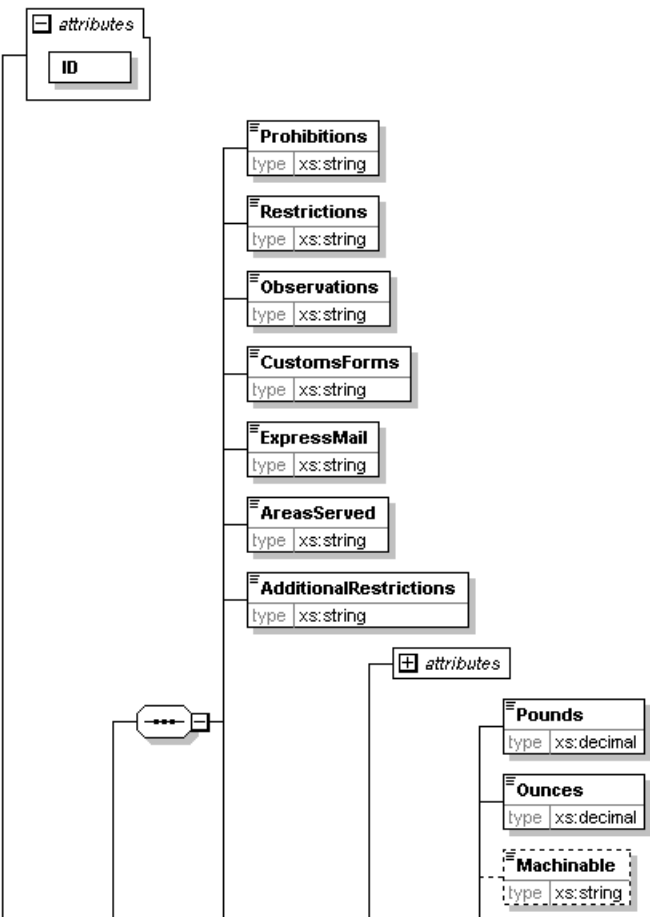 attributes
ID
Prohibitions
type xs:string
Restrictions
type xs:string
Observations
type xs:string
CustomsForms
type xs:string
ExpressMail
type xs:string
AreasServed
type xs:string
AdditionalRestrictions
type xs:string
attributes
Pounds
type xs:decimal
Ounces
type xs:decimal
Machinable
type xs:string